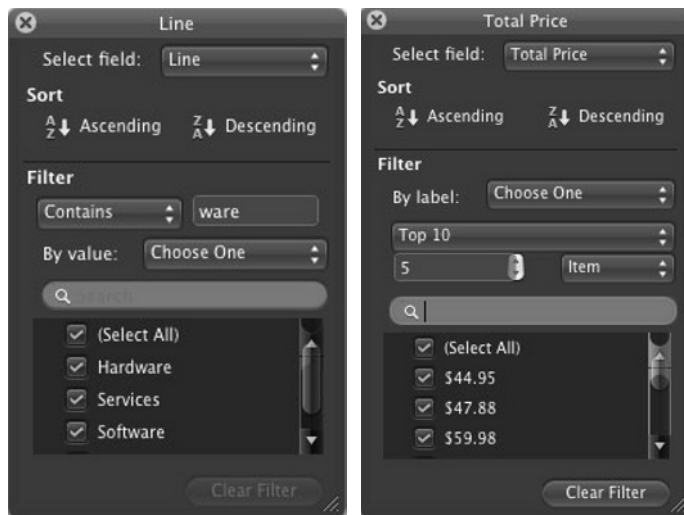 Line
Select field: Line
Sort
A Z Ascending Z A Descending
Filter
Contains ware
By value: Choose One
Search
(Select All)
Hardware
Services
Software
Clear Filter
Total Price
Select field: Total Price
Sort
A Z Ascending Z A Descending
Filter
By label: Choose One
Top 10
5 Item
(Select All)
$44.95
$47.88
$59.98
Clear Filter